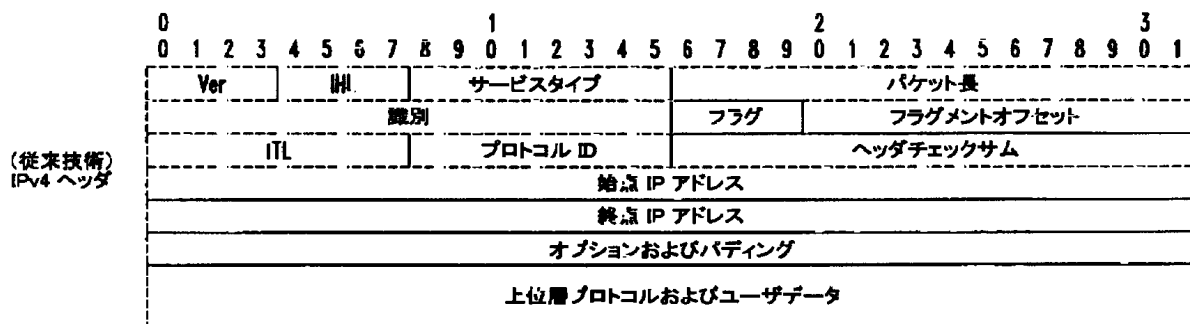 0 1 2 3
0 1 2 3 4 5 6 7 8 9 0 1 2 3 4 5 6 7 8 9 0 1 2 3 4 5 6 7 8 9 0 1
Ver IHL サービスタイプ パケット長
識別 フラグ フラグメントオフセット
TTL プロトコル ID ヘッダチェックサム
(従来技術)
IPv4 ヘッダ
始点 IP アドレス
終点 IP アドレス
オプションおよびパディング
上位層プロトコルおよびユーザデータ